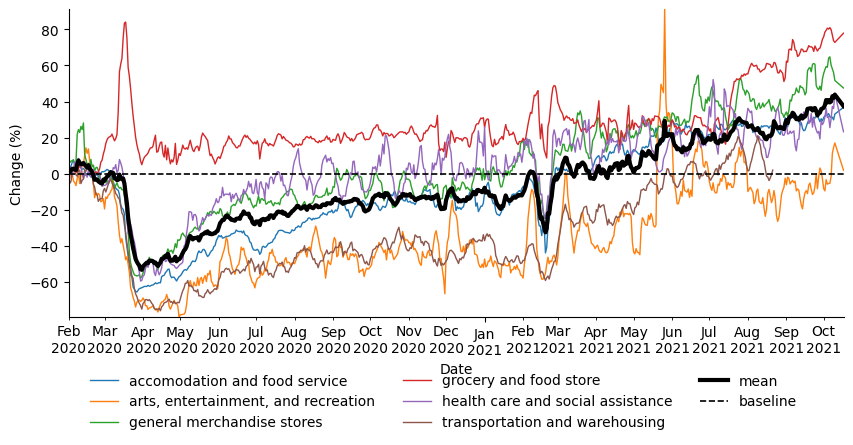 80
60
40
20
0
−20
−40
−60
Change (%)
Feb 2020 Mar 2020 Apr 2020 May 2020 Jun 2020 Jul 2020 Aug 2020 Sep 2020 Oct 2020 Nov 2020 Dec 2020 Jan 2021 Feb 2021 Mar 2021 Apr 2021 May 2021 Jun 2021 Jul 2021 Aug 2021 Sep 2021 Oct 2021
Date
accomodation and food service
arts, entertainment, and recreation
general merchandise stores
grocery and food store
health care and social assistance
transportation and warehousing
mean
baseline